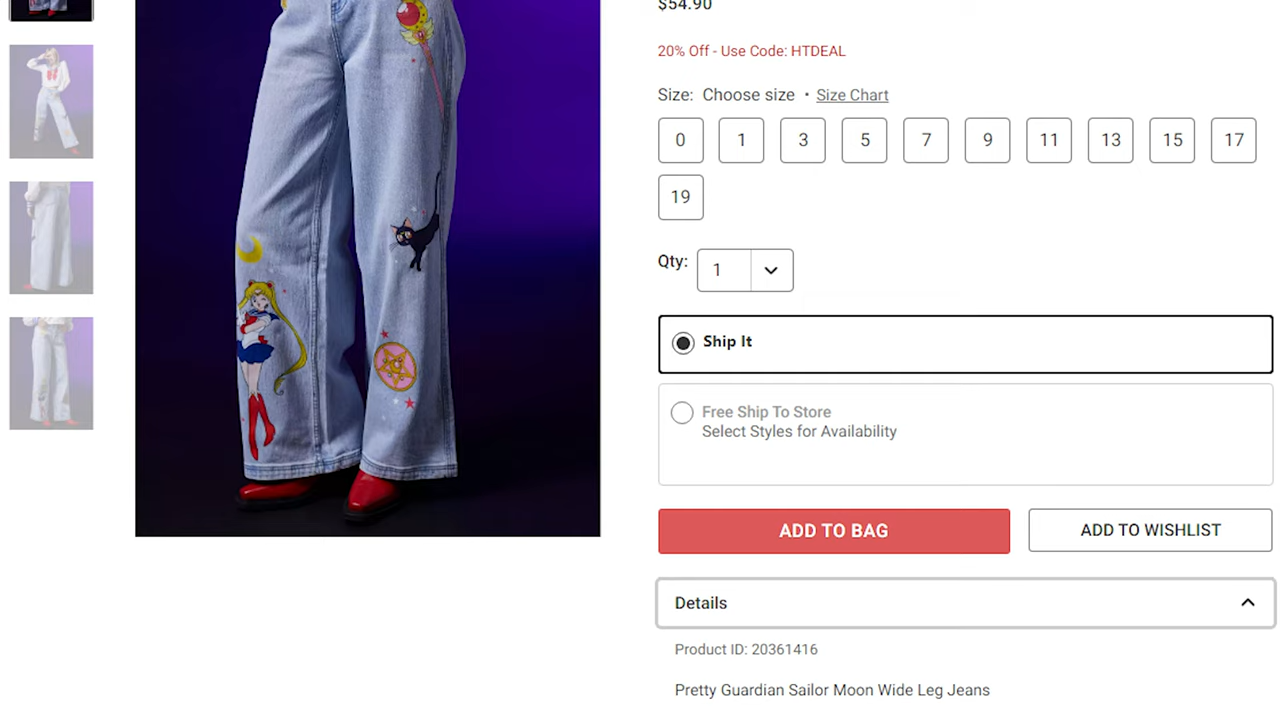 $54.90
20% Off - Use Code: HTDEAL
Size: Choose size • Size Chart
0 1 3 5 7 9 11 13 15 17
19
Qty: 1
Ship It
Free Ship To Store
Select Styles for Availability
ADD TO BAG ADD TO WISHLIST
Details
Product ID: 20361416
Pretty Guardian Sailor Moon Wide Leg Jeans